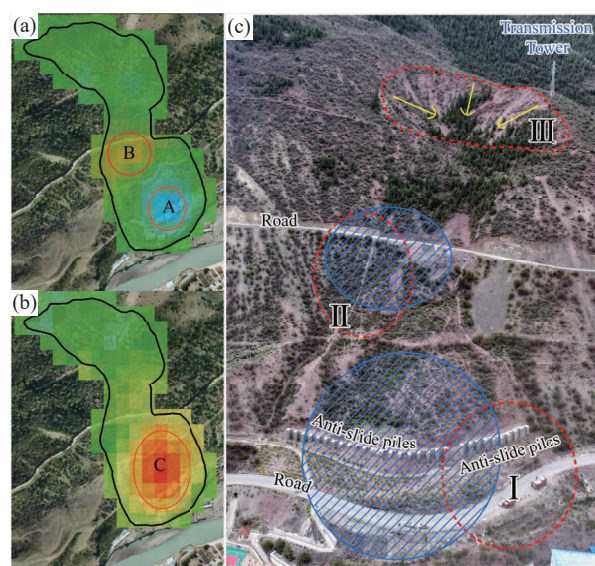 (a)
B
A
(b)
C
(c)
Transmission
Tower
III
Road
II
Anti-slide piles
Anti-slide piles
Road
I